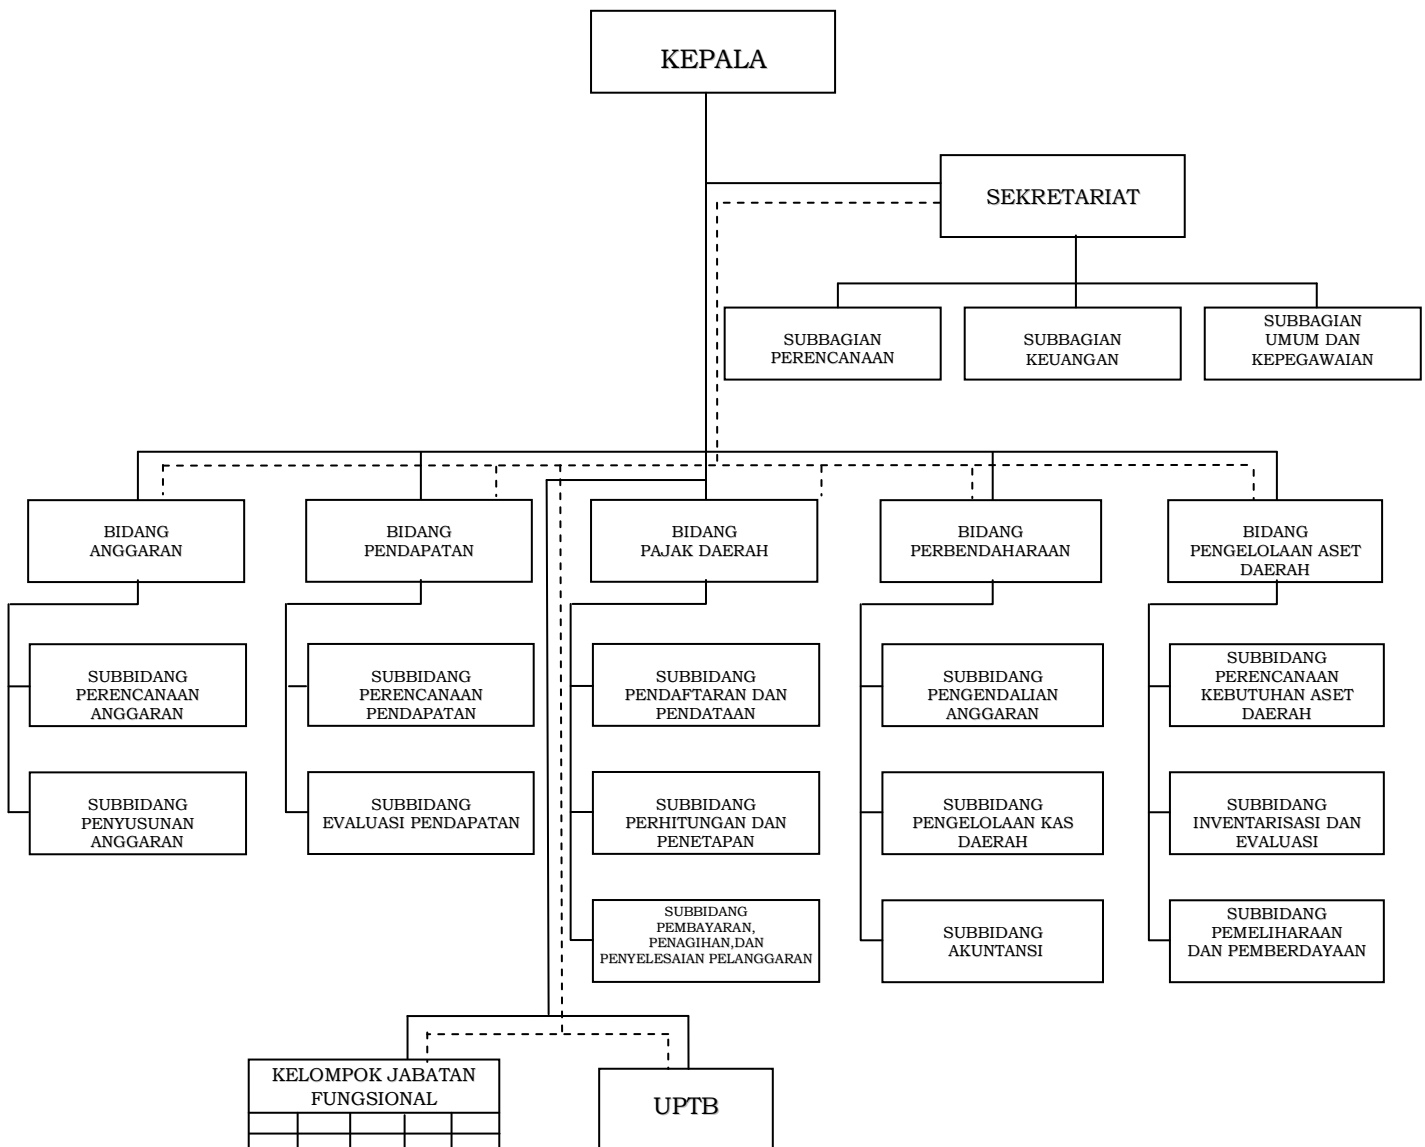 KEPALA
SEKRETARIAT
SUBBAGIAN
PERENCANAAN
SUBBAGIAN
KEUANGAN
SUBBAGIAN
UMUM DAN
KEPEGAWAIAN
BIDANG
ANGGARAN
BIDANG
PENDAPATAN
BIDANG
PAJAK DAERAH
BIDANG
PERBENDAHARAAN
BIDANG
PENGELOLAAN ASET
DAERAH
SUBBIDANG
PERENCANAAN
ANGGARAN
SUBBIDANG
PERENCANAAN
PENDAPATAN
SUBBIDANG
PENDAFTARAN DAN
PENDATAAN
SUBBIDANG
PENGENDALIAN
ANGGARAN
SUBBIDANG
PERENCANAAN
KEBUTUHAN ASET
DAERAH
SUBBIDANG
PENYUSUNAN
ANGGARAN
SUBBIDANG
EVALUASI PENDAPATAN
SUBBIDANG
PERHITUNGAN DAN
PENETAPAN
SUBBIDANG
PENGELOLAAN KAS
DAERAH
SUBBIDANG
INVENTARISASI DAN
EVALUASI
SUBBIDANG
PEMBAYARAN,
PENAGIHAN,DAN
PENYELESAIAN PELANGGARAN
SUBBIDANG
AKUNTANSI
SUBBIDANG
PEMELIHARAAN
DAN PEMBERDAYAAN
KELOMPOK JABATAN
FUNGSIONAL
UPTB